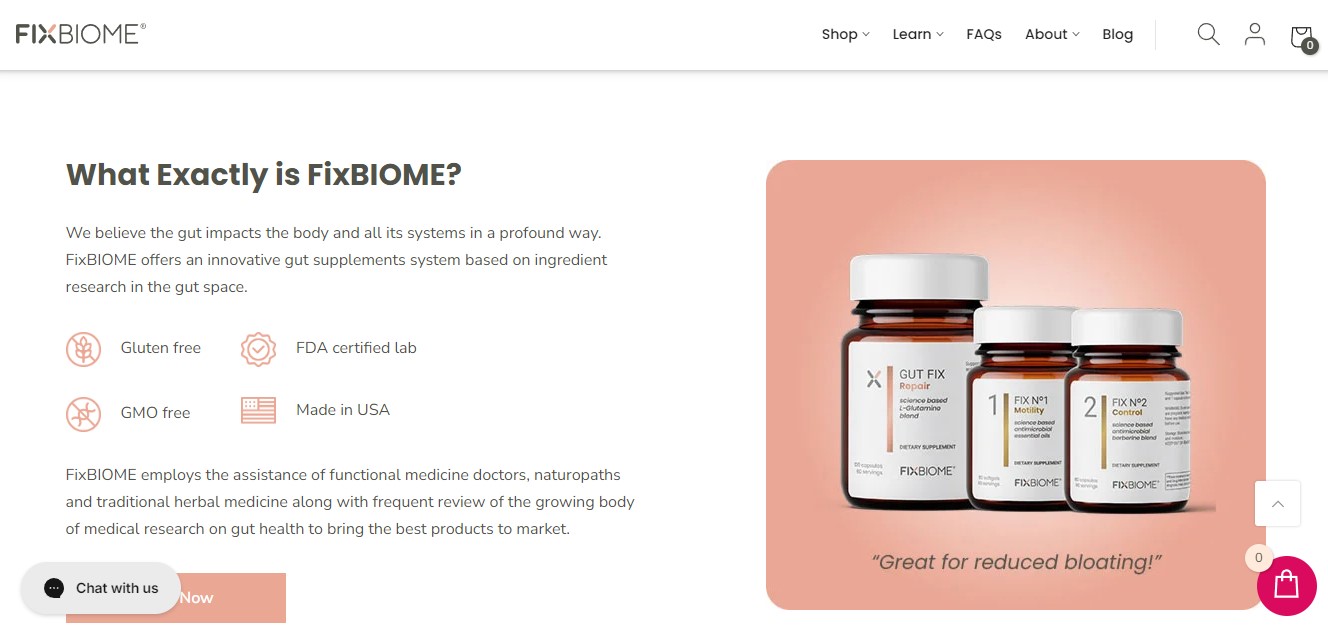 FIXBIOME®
Shop
Learn
FAQs
About
Blog
0
What Exactly is FixBIOME?
We believe the gut impacts the body and all its systems in a profound way.
FixBIOME offers an innovative gut supplements system based on ingredient
research in the gut space.
Gluten free
FDA certified lab
GMO free
Made in USA
FixBIOME employs the assistance of functional medicine doctors, naturopaths
and traditional herbal medicine along with frequent review of the growing body
of medical research on gut health to bring the best products to market.
Now
Chat with us
GUT FIX
Repair
science based
L-Glutamine
blend
DIETARY SUPPLEMENT
FIXBIOME®
1
FIX Nº1
Motility
science based
antimicrobial
essential oils
DIETARY SUPPLEMENT
FIXBIOME®
2
FIX Nº2
Control
science based
antimicrobial
berberine blend
DIETARY SUPPLEMENT
FIXBIOME®
“Great for reduced bloating!”
0